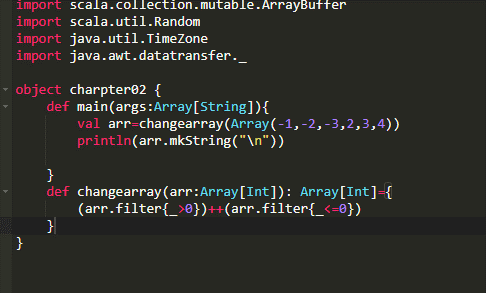 import scala.collection.mutable.ArrayBuffer
import scala.util.Random
import java.util.TimeZone
import java.awt.datatransfer._
object charpter02 {
def main(args:Array[String]){
val arr=changearray(Array(-1,-2,-3,2,3,4))
println(arr.mkString("\n"))
}
def changearray(arr:Array[Int]): Array[Int]={
(arr.filter{_>0})++(arr.filter{_<=0})
}
}